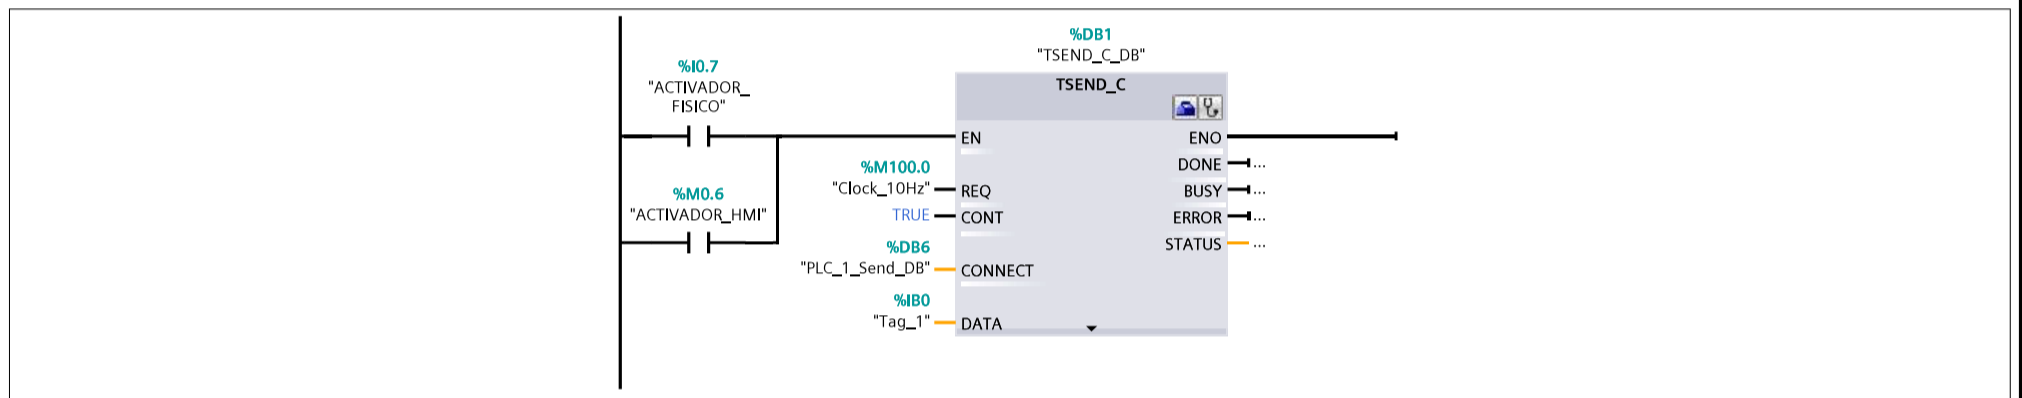 %DB1
"TSEND_C_DB"
%I0.7
"ACTIVADOR_
FISICO"
TSEND_C
EN
ENO
%M100.0
"Clock_10Hz"
REQ
DONE
...
%M0.6
"ACTIVADOR_HMI"
BUSY
...
TRUE
CONT
ERROR
...
%DB6
"PLC_1_Send_DB"
CONNECT
STATUS
...
%IB0
"Tag_1"
DATA